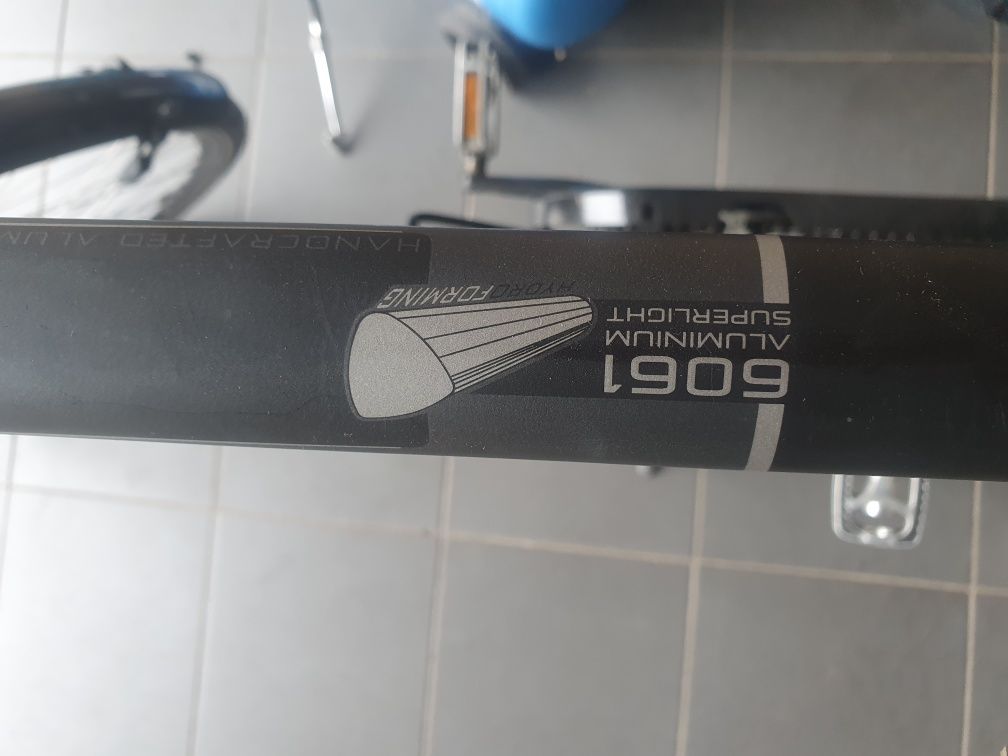 6061
ALUMINIUM
SUPERLIGHT
HYDROFORMING
HANDCRAFTED